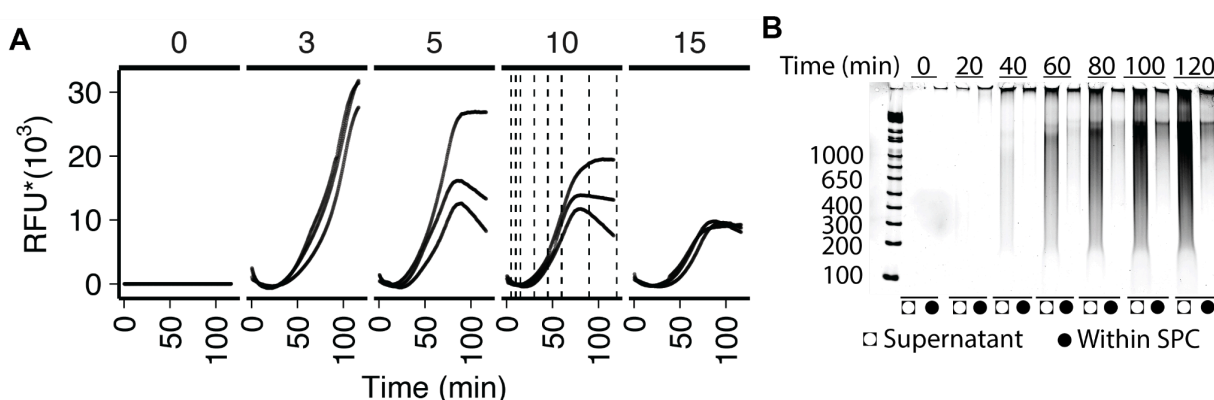 A
0 3 5 10 15
RFU*(10³)
30
20
10
0
0 50 100 0 50 100 0 50 100 0 50 100 0 50 100
Time (min)
B
Time (min) 0 20 40 60 80 100 120
1000
650
400
300
200
100
Supernatant Within SPC